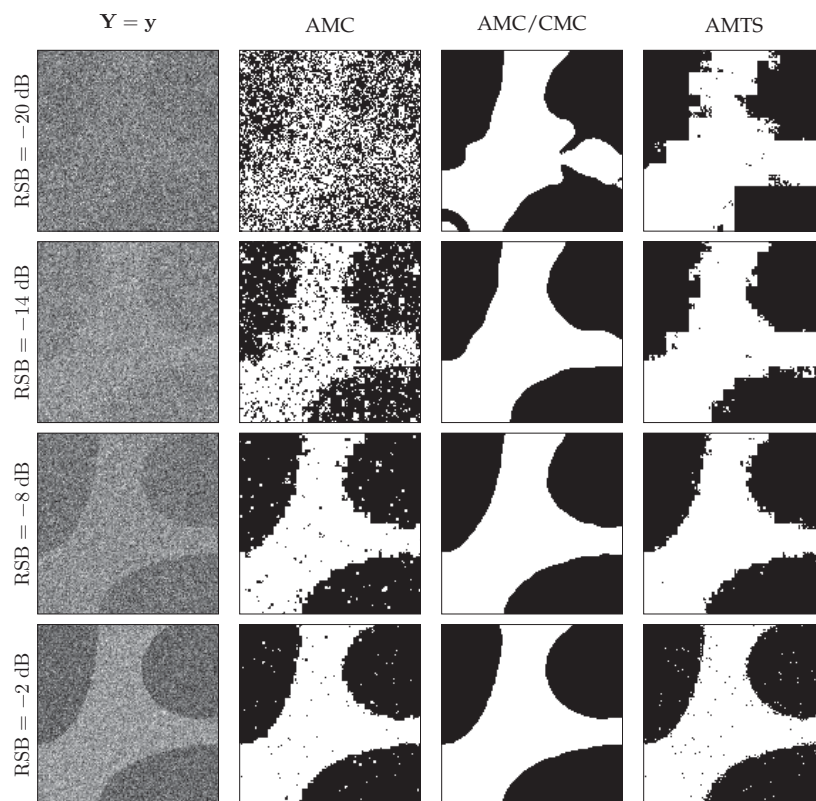 Y = y
AMC
AMC/CMC
AMTS
RSB = −20 dB
RSB = −14 dB
RSB = −8 dB
RSB = −2 dB